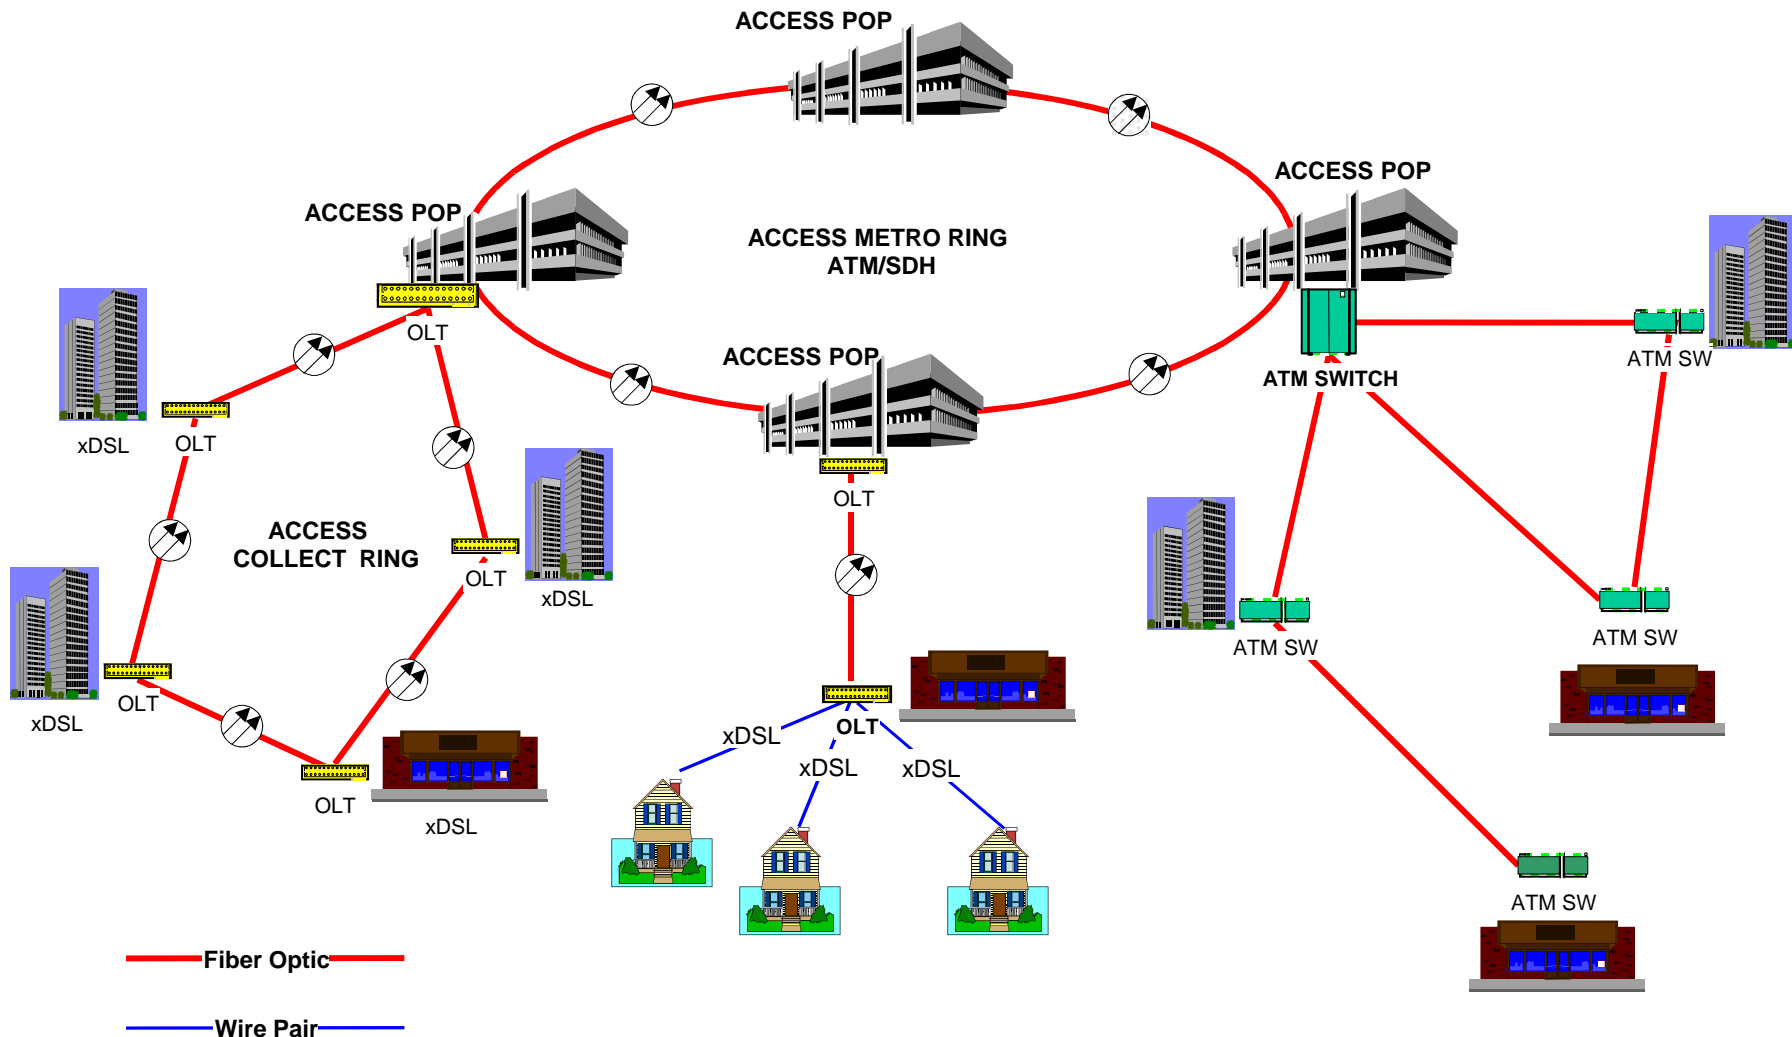 ACCESS POP
ACCESS POP
ACCESS POP
ACCESS METRO RING
ATM/SDH
OLT
ACCESS POP
ATM SW
ATM SWITCH
xDSL
OLT
OLT
ACCESS
COLLECT RING
OLT
xDSL
ATM SW
ATM SW
xDSL
OLT
OLT
xDSL
xDSL
xDSL
OLT
xDSL
ATM SW
Fiber Optic
Wire Pair